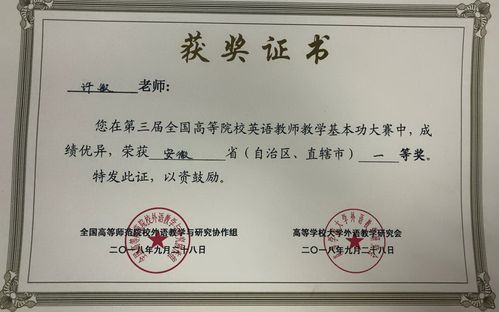 获奖证书
许敏 老师:
您在第三届全国高等院校英语教师教学基本功大赛中,成
绩优异,荣获 安徽 省(自治区、直辖市) 一 等奖。
特发此证,以资鼓励。
全国高等师范院校外语教学与研究协作组
二〇一八年九月二十八日
高等学校大学外语教学研究会
二〇一八年九月二十八日